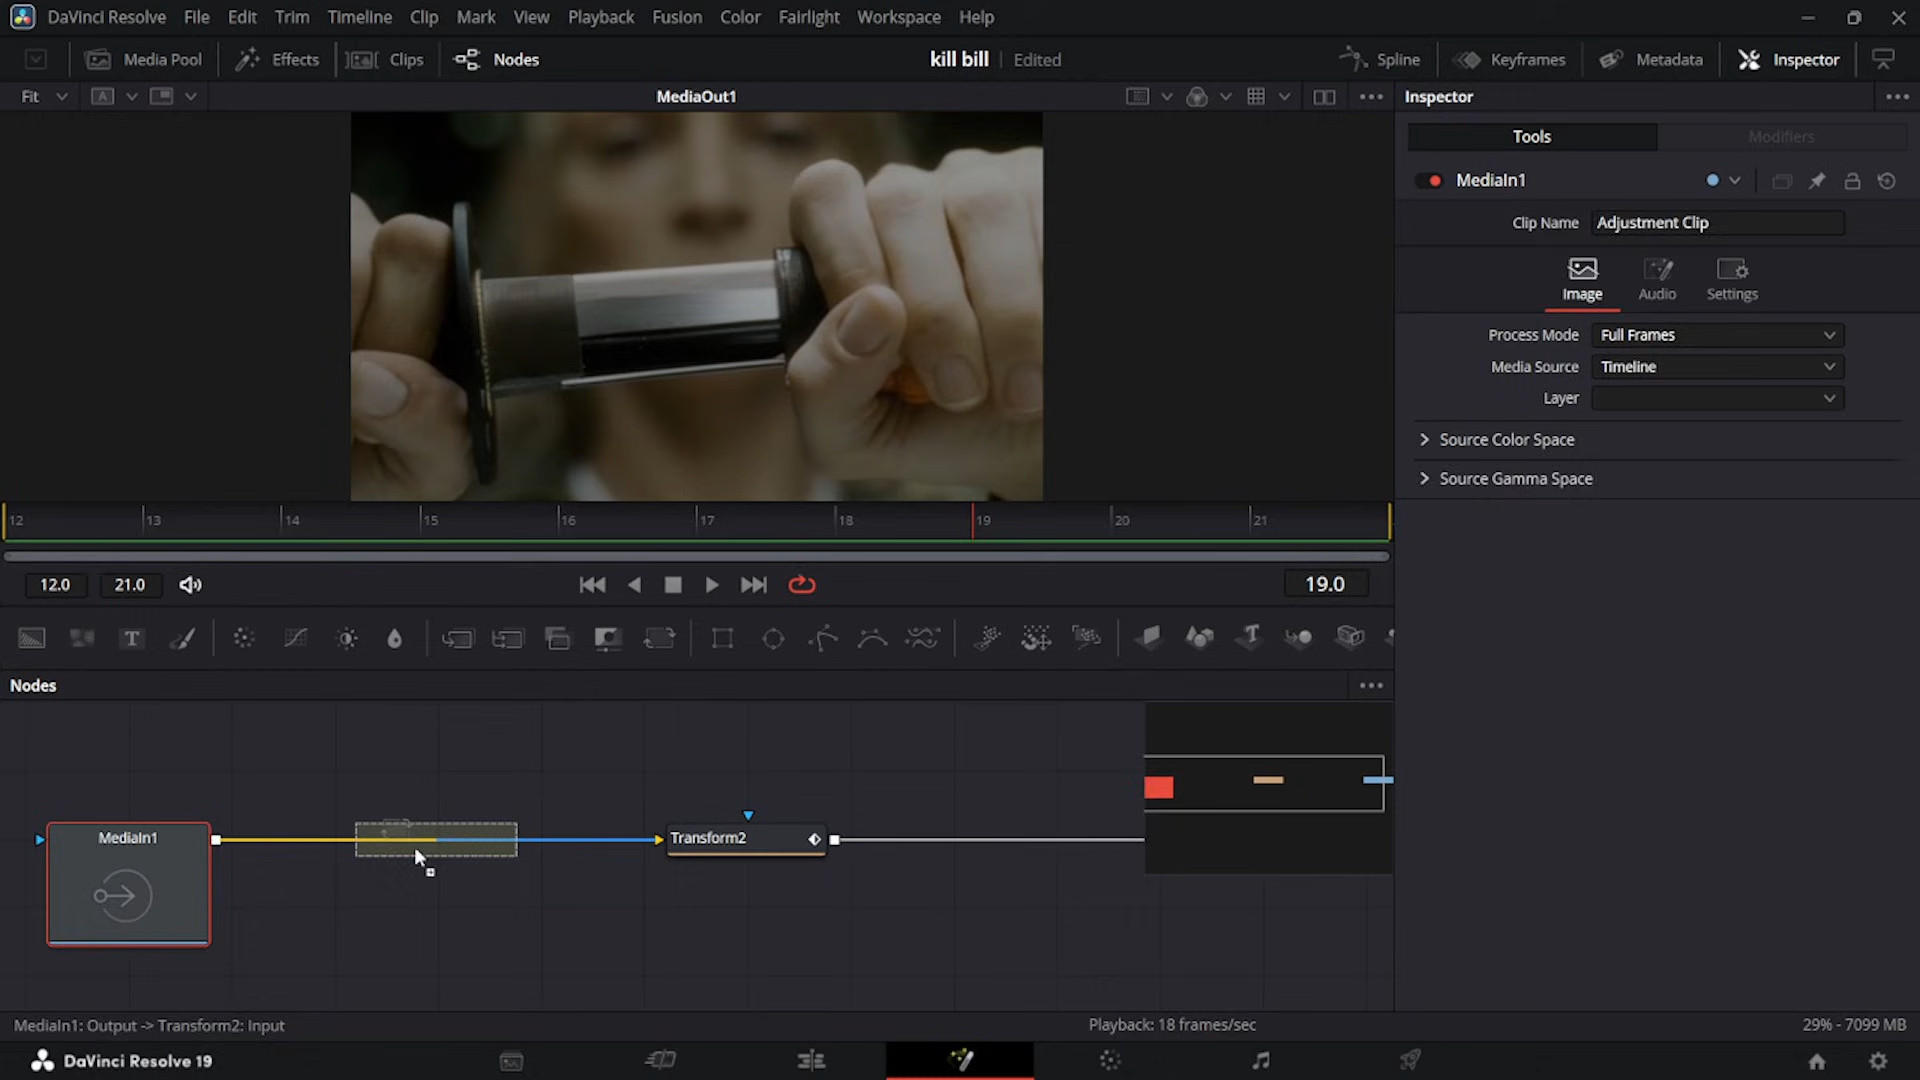 DaVinci Resolve File Edit Trim Timeline Clip Mark View Playback Fusion Color Fairlight Workspace Help
Media Pool Effects Clips Nodes kill bill Edited Spline Keyframes Metadata Inspector
Fit A MediaOut1 Inspector
Tools Modifiers
MediaIn1
Clip Name Adjustment Clip
Image Audio Settings
Process Mode Full Frames
Media Source Timeline
Layer
Source Color Space
Source Gamma Space
12 13 14 15 16 17 18 19 20 21
12.0 21.0 19.0
T T
Nodes
MediaIn1 Transform2
MediaIn1: Output -> Transform2: Input Playback: 18 frames/sec 29% - 7099 MB
DaVinci Resolve 19